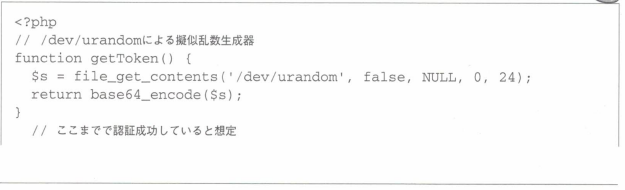 <?php
// /dev/urandomによる擬似乱数生成器
function getToken() {
  $s = file_get_contents('/dev/urandom', false, NULL, 0, 24);
  return base64_encode($s);
}
  // ここまでで認証成功していると想定